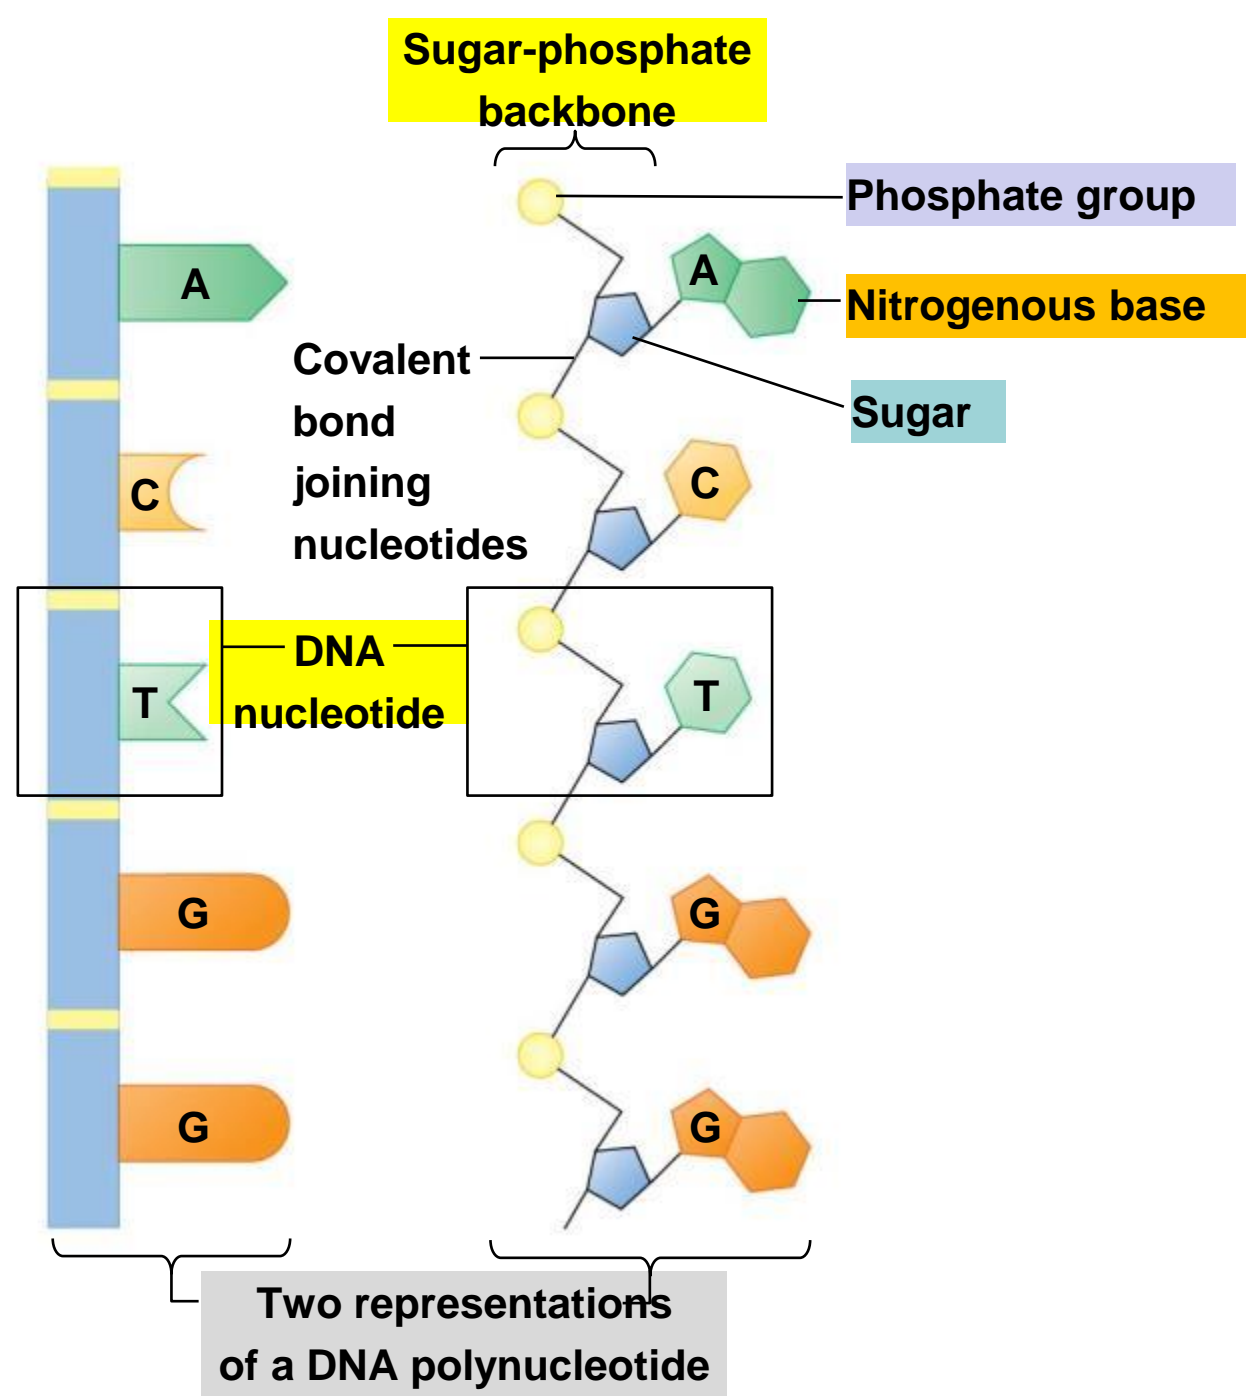 Sugar-phosphate
backbone
Phosphate group
A
A
Nitrogenous base
Covalent
bond
joining
nucleotides
Sugar
C
C
T
DNA
nucleotide
T
G
G
G
G
Two representations
of a DNA polynucleotide